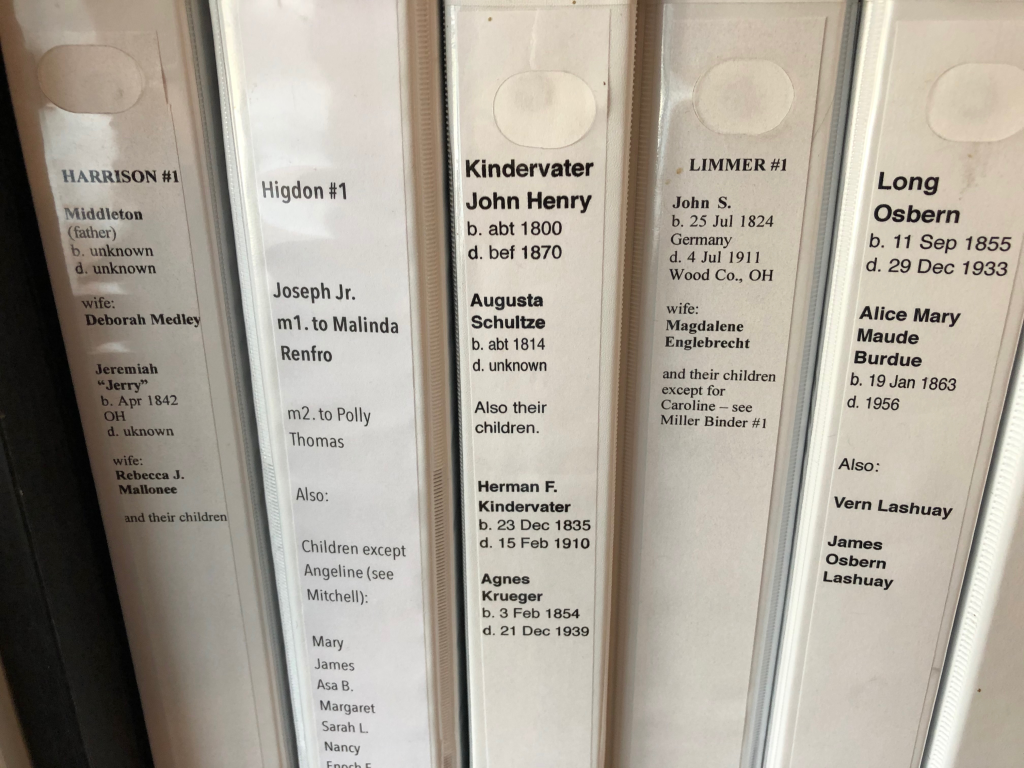 HARRISON #1
Middleton
(father)
b. unknown
d. unknown
wife:
Deborah Medley
Jeremiah
“Jerry”
b. Apr 1842
OH
d. uknown
wife:
Rebecca J.
Mallonee
and their children
Higdon #1
Joseph Jr.
m1. to Malinda
Renfro
m2. to Polly
Thomas
Also:
Children except
Angeline (see
Mitchell):
Mary
James
Asa B.
Margaret
Sarah L.
Nancy
Enoch F.
Kindervater
John Henry
b. abt 1800
d. bef 1870
Augusta
Schultze
b. abt 1814
d. unknown
Also their
children.
Herman F.
Kindervater
b. 23 Dec 1835
d. 15 Feb 1910
Agnes
Krueger
b. 3 Feb 1854
d. 21 Dec 1939
LIMMER #1
John S.
b. 25 Jul 1824
Germany
d. 4 Jul 1911
Wood Co., OH
wife:
Magdalene
Englebrecht
and their children
except for
Caroline – see
Miller Binder #1
Long
Osbern
b. 11 Sep 1855
d. 29 Dec 1933
Alice Mary
Maude
Burdue
b. 19 Jan 1863
d. 1956
Also:
Vern Lashuay
James
Osbern
Lashuay